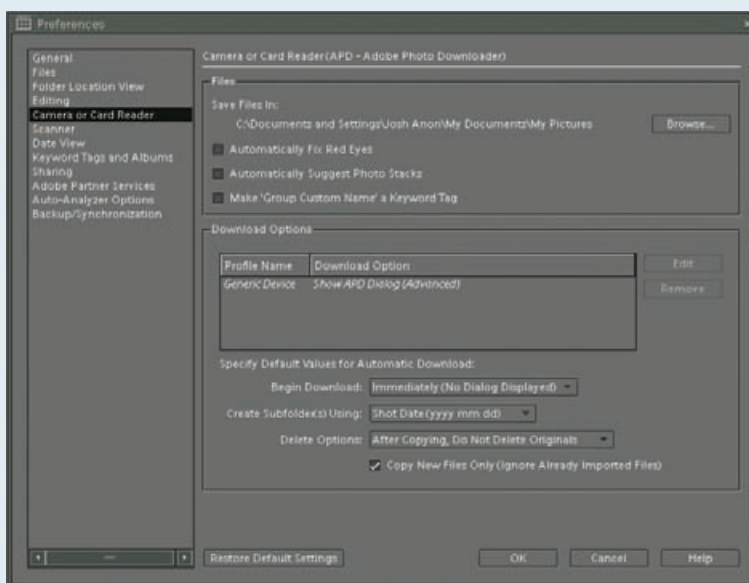 Preferences
General
Files
Folder Location View
Editing
Camera or Card Reader
Scanner
Date View
Keyword Tags and Albums
Sharing
Adobe Partner Services
Auto-Analyzer Options
Backup/Synchronization
Camera or Card Reader (APD - Adobe Photo Downloader)
Files
Save Files In:
C:\Documents and Settings\Josh Anon\My Documents\My Pictures
Browse...
Automatically Fix Red Eyes
Automatically Suggest Photo Stacks
Make 'Group Custom Name' a Keyword Tag
Download Options
Profile Name Download Option
Generic Device Show APD Dialog (Advanced)
Edit
Remove
Specify Default Values for Automatic Download:
Begin Download: Immediately (No Dialog Displayed)
Create Subfolder(s) Using: Shot Date (yyyy mm dd)
Delete Options: After Copying, Do Not Delete Originals
Copy New Files Only (Ignore Already Imported Files)
Restore Default Settings
OK
Cancel
Help